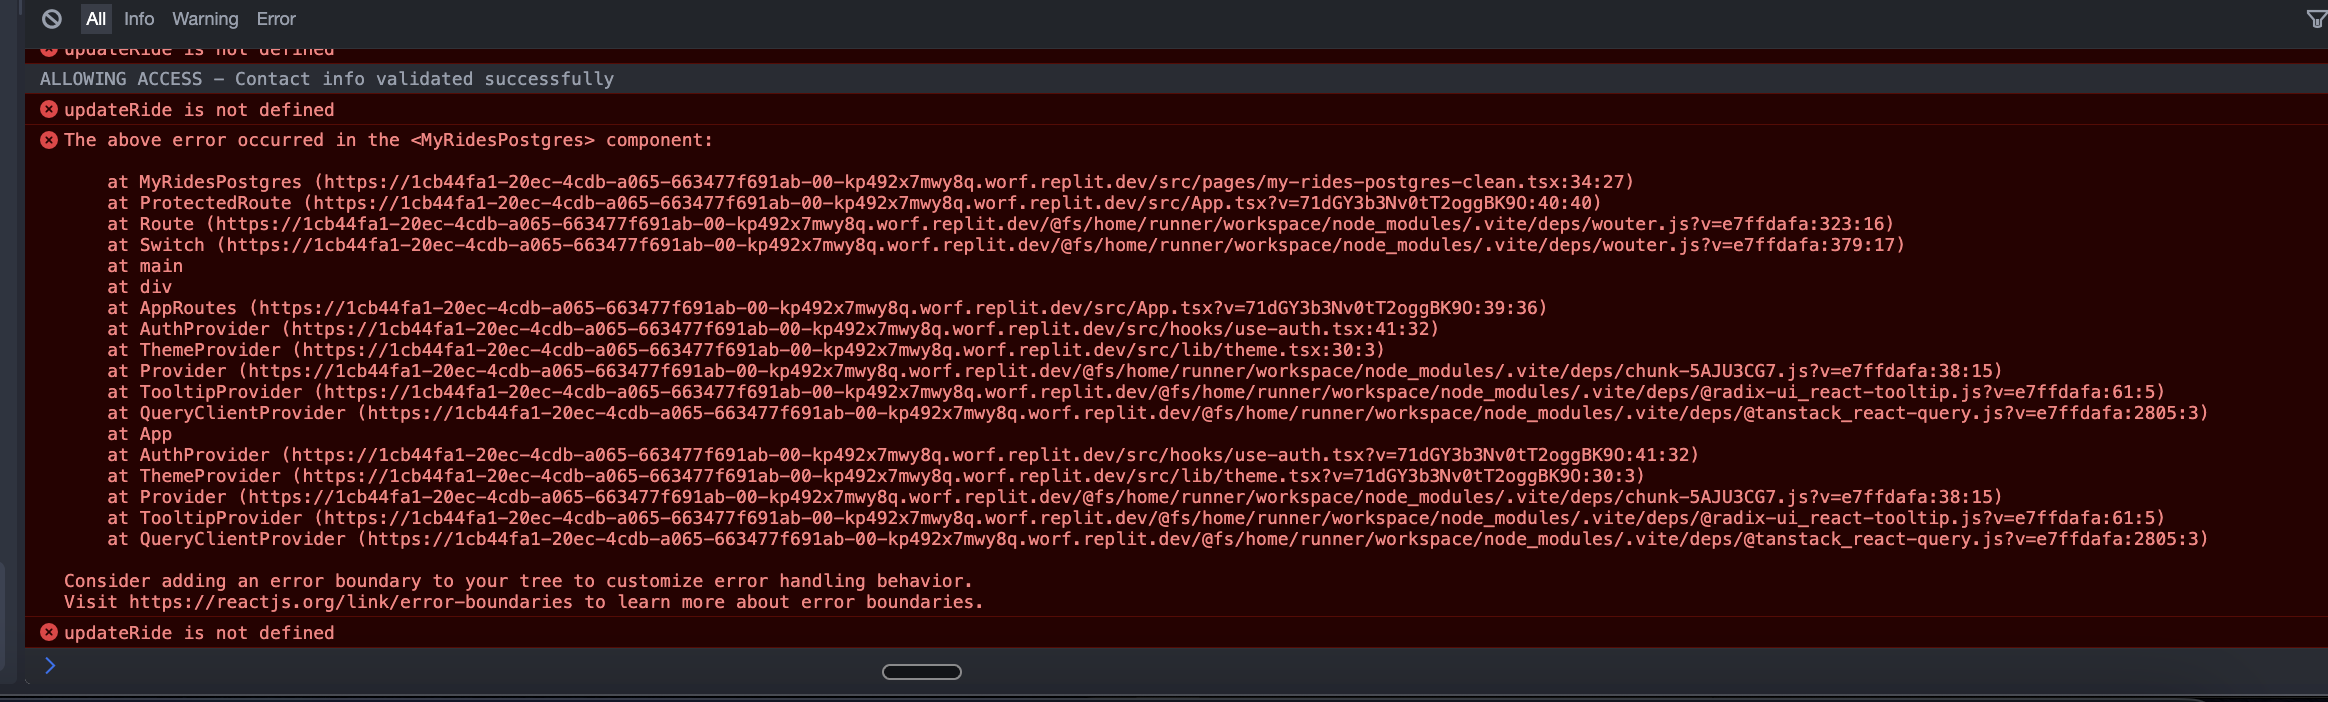 All Info Warning Error
updateRide is not defined
ALLOWING ACCESS – Contact info validated successfully
updateRide is not defined
The above error occurred in the <MyRidesPostgres> component:
at MyRidesPostgres (https://1cb44fa1-20ec-4cdb-a065-663477f691ab-00-kp492x7mwy8q.worf.replit.dev/src/pages/my-rides-postgres-clean.tsx:34:27)
at ProtectedRoute (https://1cb44fa1-20ec-4cdb-a065-663477f691ab-00-kp492x7mwy8q.worf.replit.dev/src/App.tsx?v=71dGY3b3Nv0tT2oggBK9O:40:40)
at Route (https://1cb44fa1-20ec-4cdb-a065-663477f691ab-00-kp492x7mwy8q.worf.replit.dev/@fs/home/runner/workspace/node_modules/.vite/deps/wouter.js?v=e7ffdafa:323:16)
at Switch (https://1cb44fa1-20ec-4cdb-a065-663477f691ab-00-kp492x7mwy8q.worf.replit.dev/@fs/home/runner/workspace/node_modules/.vite/deps/wouter.js?v=e7ffdafa:379:17)
at main
at div
at AppRoutes (https://1cb44fa1-20ec-4cdb-a065-663477f691ab-00-kp492x7mwy8q.worf.replit.dev/src/App.tsx?v=71dGY3b3Nv0tT2oggBK9O:39:36)
at AuthProvider (https://1cb44fa1-20ec-4cdb-a065-663477f691ab-00-kp492x7mwy8q.worf.replit.dev/src/hooks/use-auth.tsx:41:32)
at ThemeProvider (https://1cb44fa1-20ec-4cdb-a065-663477f691ab-00-kp492x7mwy8q.worf.replit.dev/src/lib/theme.tsx:30:3)
at Provider (https://1cb44fa1-20ec-4cdb-a065-663477f691ab-00-kp492x7mwy8q.worf.replit.dev/@fs/home/runner/workspace/node_modules/.vite/deps/chunk-5AJU3CG7.js?v=e7ffdafa:38:15)
at TooltipProvider (https://1cb44fa1-20ec-4cdb-a065-663477f691ab-00-kp492x7mwy8q.worf.replit.dev/@fs/home/runner/workspace/node_modules/.vite/deps/@radix-ui_react-tooltip.js?v=e7ffdafa:61:5)
at QueryClientProvider (https://1cb44fa1-20ec-4cdb-a065-663477f691ab-00-kp492x7mwy8q.worf.replit.dev/@fs/home/runner/workspace/node_modules/.vite/deps/@tanstack_react-query.js?v=e7ffdafa:2805:3)
at App
at AuthProvider (https://1cb44fa1-20ec-4cdb-a065-663477f691ab-00-kp492x7mwy8q.worf.replit.dev/src/hooks/use-auth.tsx?v=71dGY3b3Nv0tT2oggBK9O:41:32)
at ThemeProvider (https://1cb44fa1-20ec-4cdb-a065-663477f691ab-00-kp492x7mwy8q.worf.replit.dev/src/lib/theme.tsx?v=71dGY3b3Nv0tT2oggBK9O:30:3)
at Provider (https://1cb44fa1-20ec-4cdb-a065-663477f691ab-00-kp492x7mwy8q.worf.replit.dev/@fs/home/runner/workspace/node_modules/.vite/deps/chunk-5AJU3CG7.js?v=e7ffdafa:38:15)
at TooltipProvider (https://1cb44fa1-20ec-4cdb-a065-663477f691ab-00-kp492x7mwy8q.worf.replit.dev/@fs/home/runner/workspace/node_modules/.vite/deps/@radix-ui_react-tooltip.js?v=e7ffdafa:61:5)
at QueryClientProvider (https://1cb44fa1-20ec-4cdb-a065-663477f691ab-00-kp492x7mwy8q.worf.replit.dev/@fs/home/runner/workspace/node_modules/.vite/deps/@tanstack_react-query.js?v=e7ffdafa:2805:3)
Consider adding an error boundary to your tree to customize error handling behavior.
Visit https://reactjs.org/link/error-boundaries to learn more about error boundaries.
updateRide is not defined